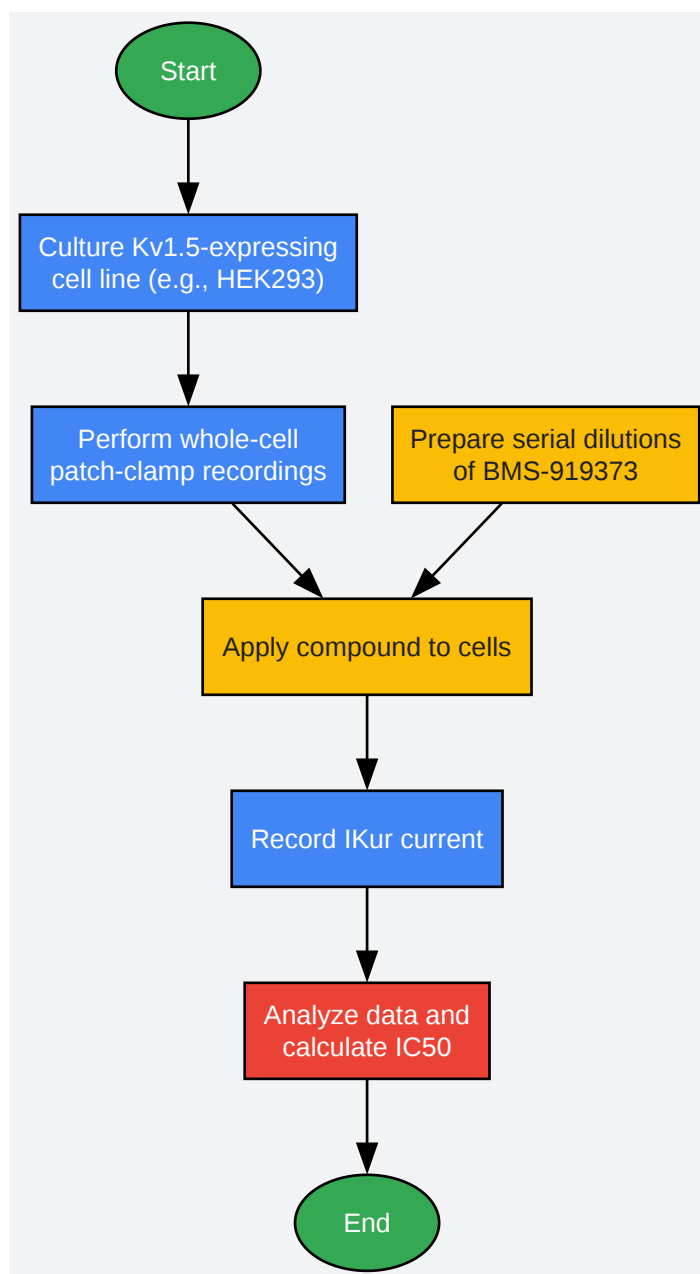 Start
Culture Kv1.5-expressing
cell line (e.g., HEK293)
Perform whole-cell
patch-clamp recordings
Prepare serial dilutions
of BMS-919373
Apply compound to cells
Record IKur current
Analyze data and
calculate IC50
End